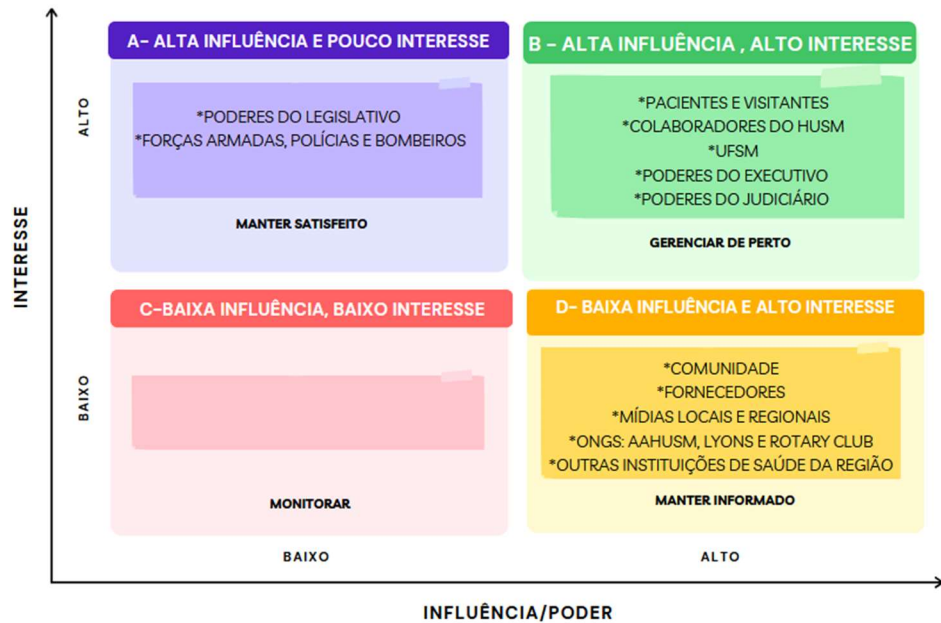 A- ALTA INFLUÊNCIA E POUCO INTERESSE
*PODERES DO LEGISLATIVO
*FORÇAS ARMADAS, POLÍCIAS E BOMBEIROS
MANTER SATISFEITO
B - ALTA INFLUÊNCIA , ALTO INTERESSE
*PACIENTES E VISITANTES
*COLABORADORES DO HUSM
*UFSM
*PODERES DO EXECUTIVO
*PODERES DO JUDICIÁRIO
GERENCIAR DE PERTO
ALTO
INTERESSE
BAIXO
C-BAIXA INFLUÊNCIA, BAIXO INTERESSE
MONITORAR
D- BAIXA INFLUÊNCIA E ALTO INTERESSE
*COMUNIDADE
*FORNECEDORES
*MÍDIAS LOCAIS E REGIONAIS
*ONGS: AAHUSM, LYONS E ROTARY CLUB
*OUTRAS INSTITUIÇÕES DE SAÚDE DA REGIÃO
MANTER INFORMADO
BAIXO
ALTO
INFLUÊNCIA/PODER